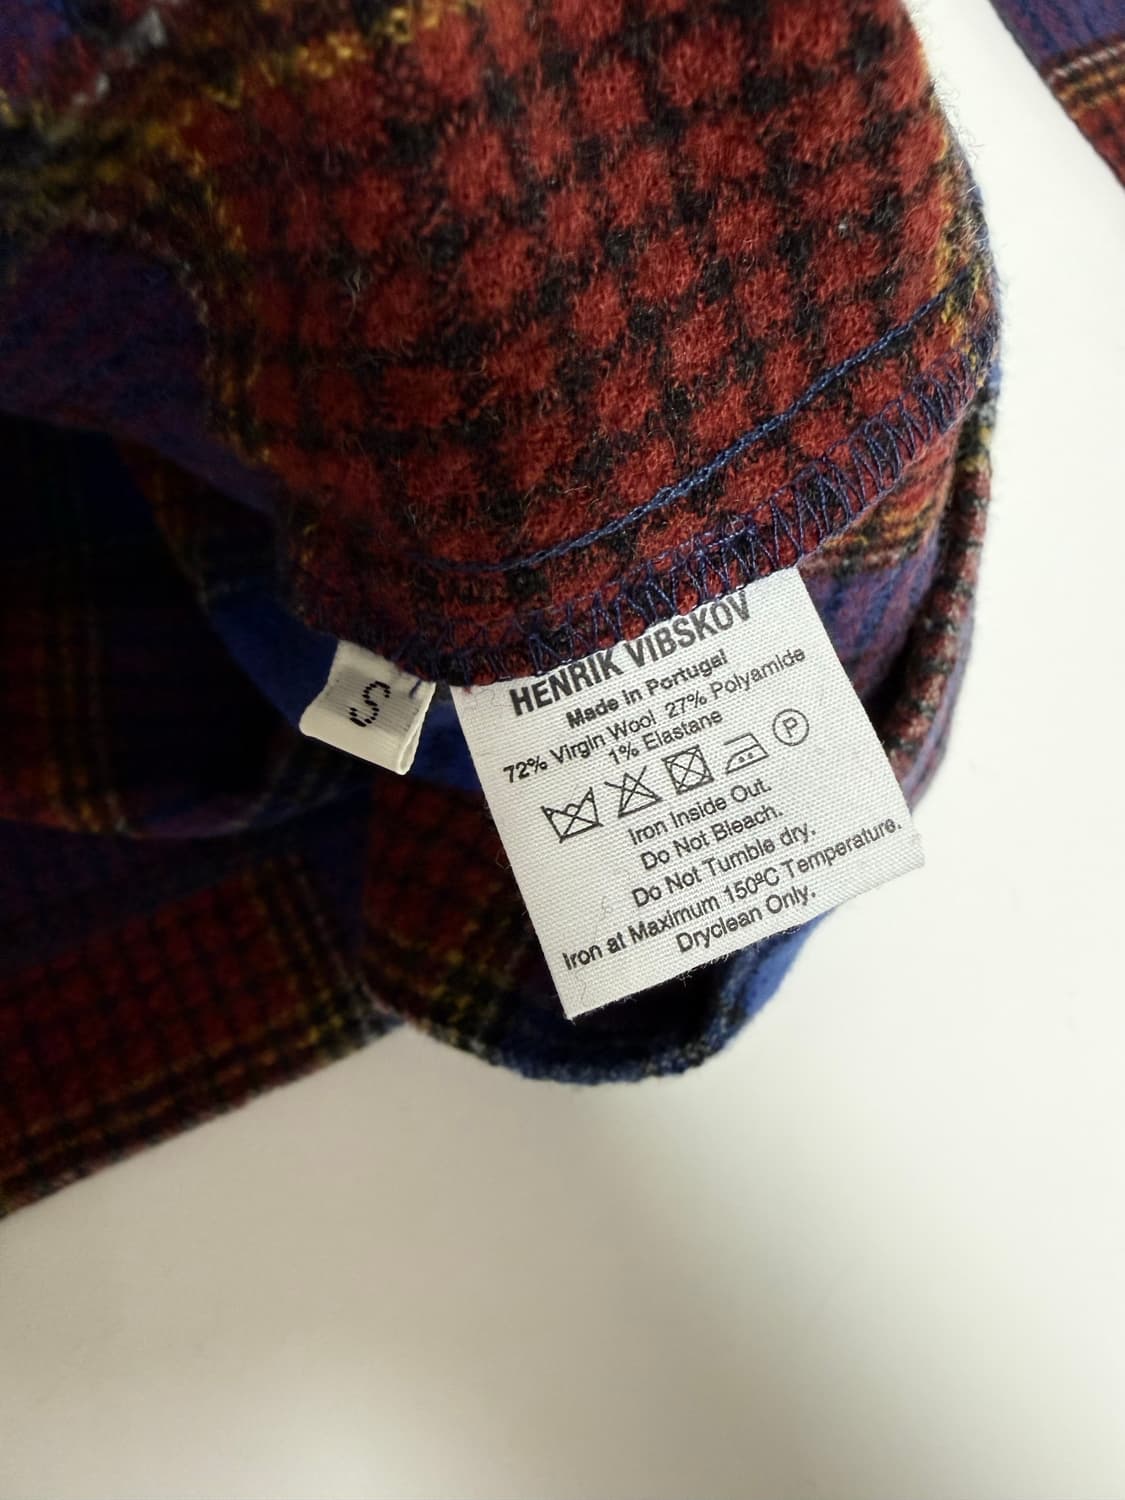 S
HENRIK VIBSKOV
Made in Portugal
72% Virgin Wool 27% Polyamide
1% Elastane
P
Iron Inside Out.
Do Not Bleach.
Do Not Tumble dry.
Iron at Maximum 150ºC Temperature.
Dryclean Only.